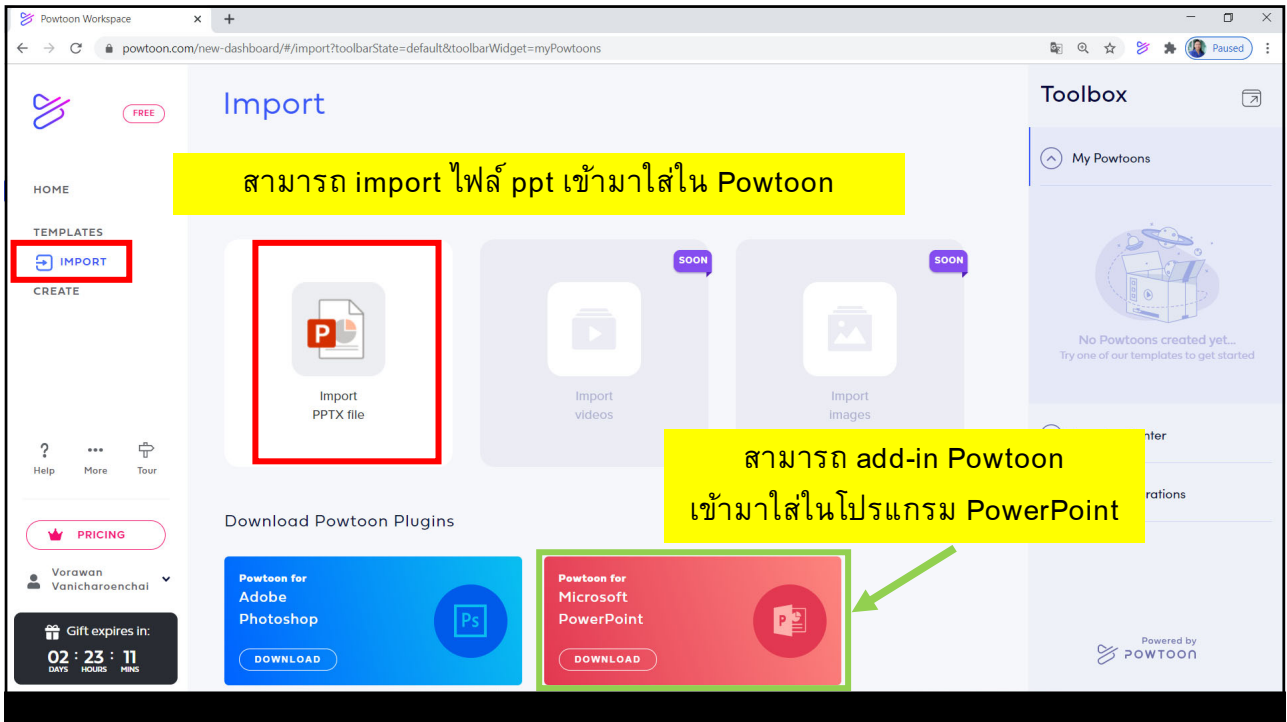 Powtoon Workspace
powtoon.com/new-dashboard/#/import?toolbarState=default&toolbarWidget=myPowtoons
Paused
FREE
HOME
TEMPLATES
IMPORT
CREATE
? ••• 
Help More Tour
PRICING
Vorawan
Vanicharoenchai
Gift expires in:
02 : 23 : 11
DAYS HOURS MINS
Import
สามารถ import ไฟล์ ppt เข้ามาใส่ใน Powtoon
P
Import
PPTX file
SOON
Import
videos
SOON
Import
images
สามารถ add-in Powtoon
เข้ามาใส่ในโปรแกรม PowerPoint
Download Powtoon Plugins
Powtoon for
Adobe
Photoshop
Ps
DOWNLOAD
Powtoon for
Microsoft
PowerPoint
P
DOWNLOAD
Toolbox
My Powtoons
No Powtoons created yet...
Try one of our templates to get started
nter
rations
Powered by
POWTOON